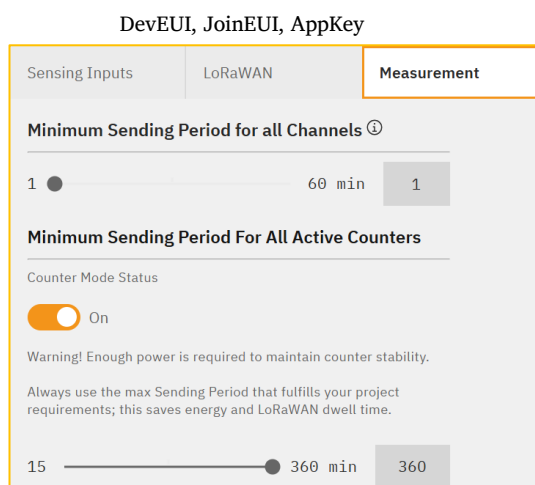 DevEUI, JoinEUI, AppKey
Sensing Inputs LoRaWAN Measurement
Minimum Sending Period for all Channels ⓘ
1 60 min 1
Minimum Sending Period For All Active Counters
Counter Mode Status
On
Warning! Enough power is required to maintain counter stability.
Always use the max Sending Period that fulfills your project
requirements; this saves energy and LoRaWAN dwell time.
15 360 min 360